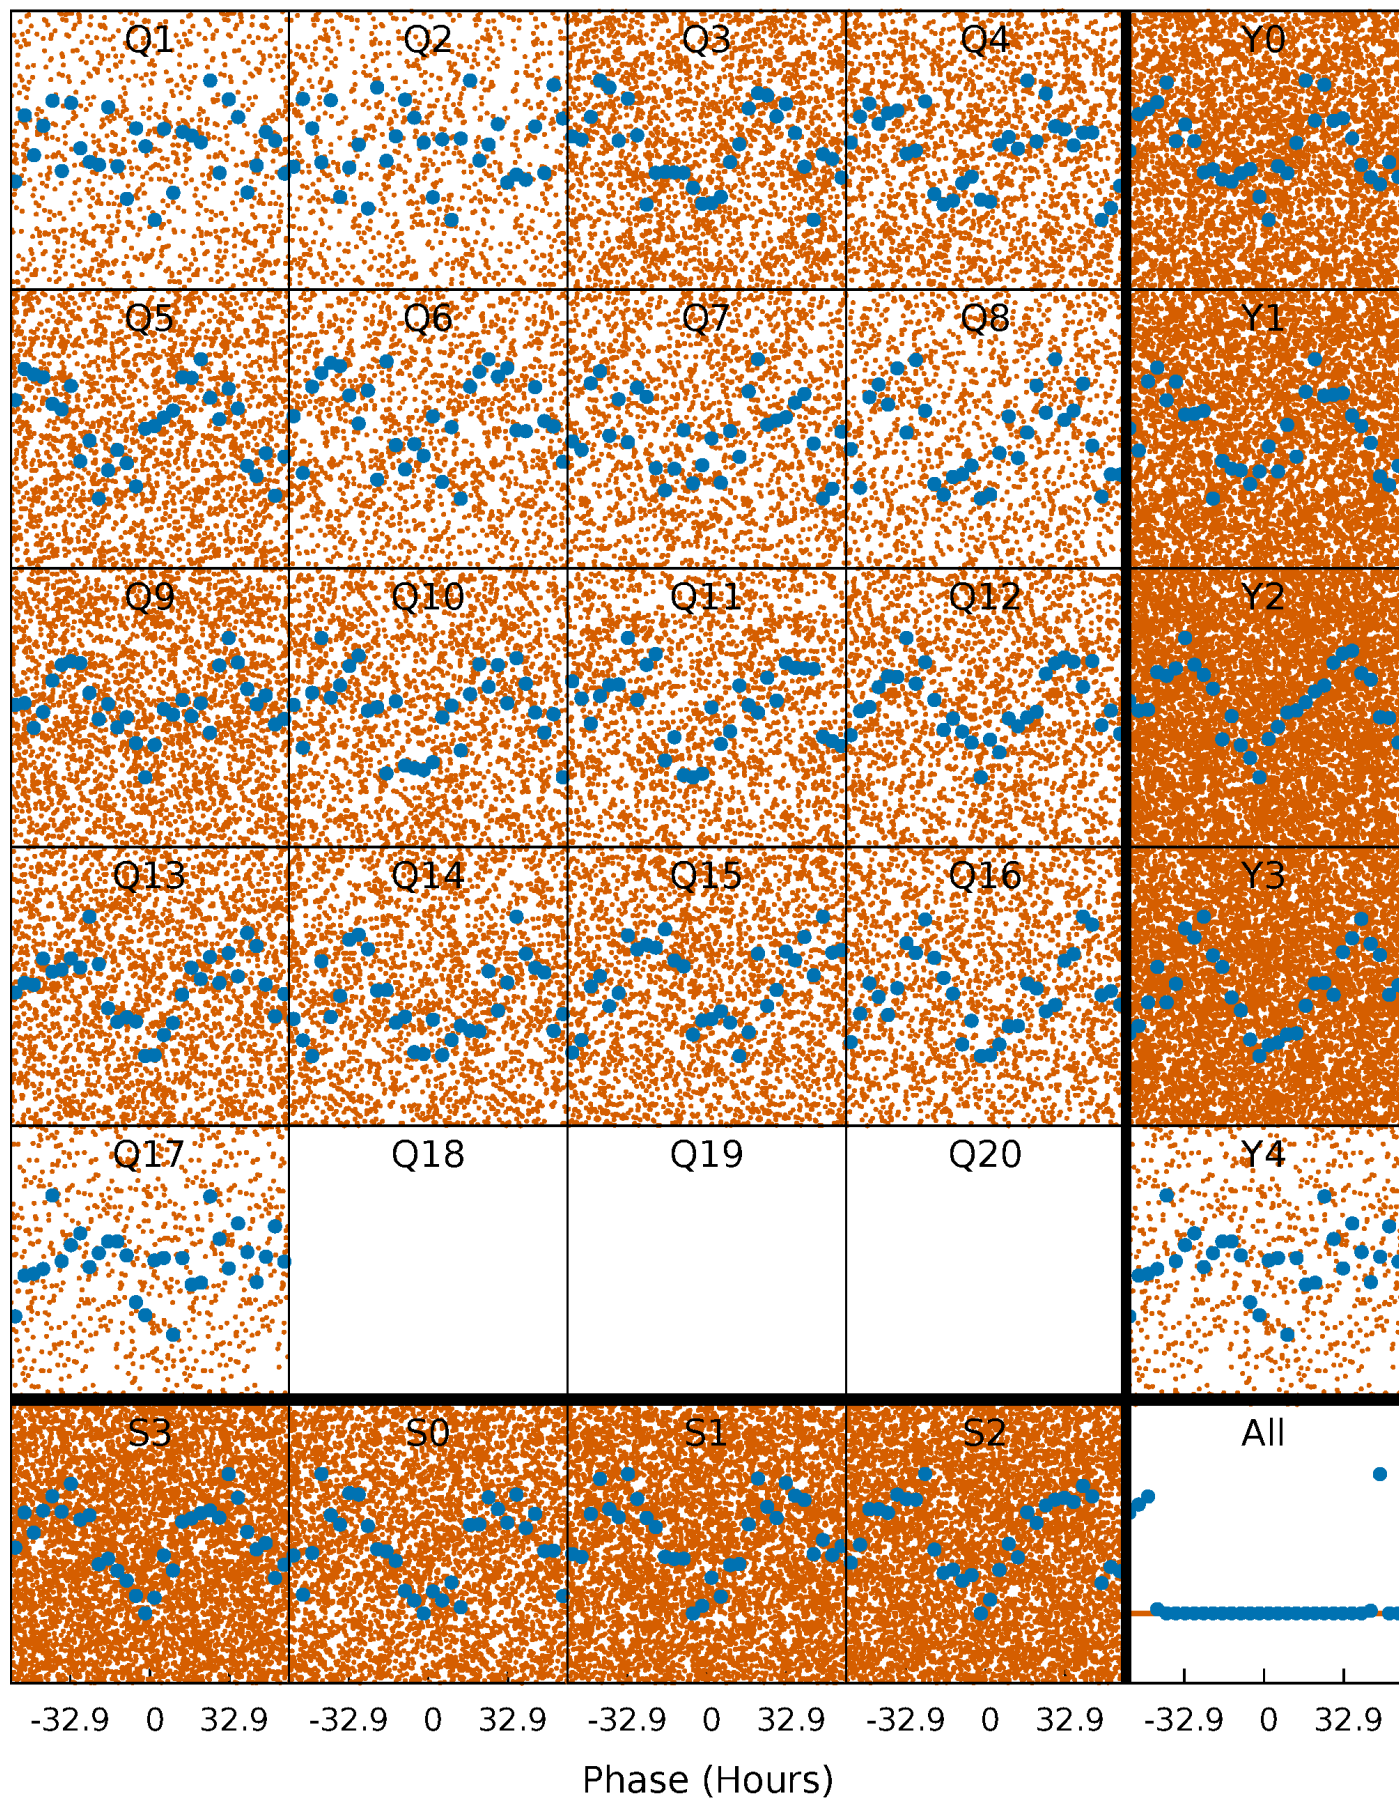 Q1 Q2 Q3 Q4 Y0
Q5 Q6 Q7 Q8 Y1
Q9 Q10 Q11 Q12 Y2
Q13 Q14 Q15 Q16 Y3
Q17 Q18 Q19 Q20 Y4
S3 S0 S1 S2 All
-32.9 0 32.9 -32.9 0 32.9 -32.9 0 32.9 -32.9 0 32.9 -32.9 0 32.9
Phase (Hours)